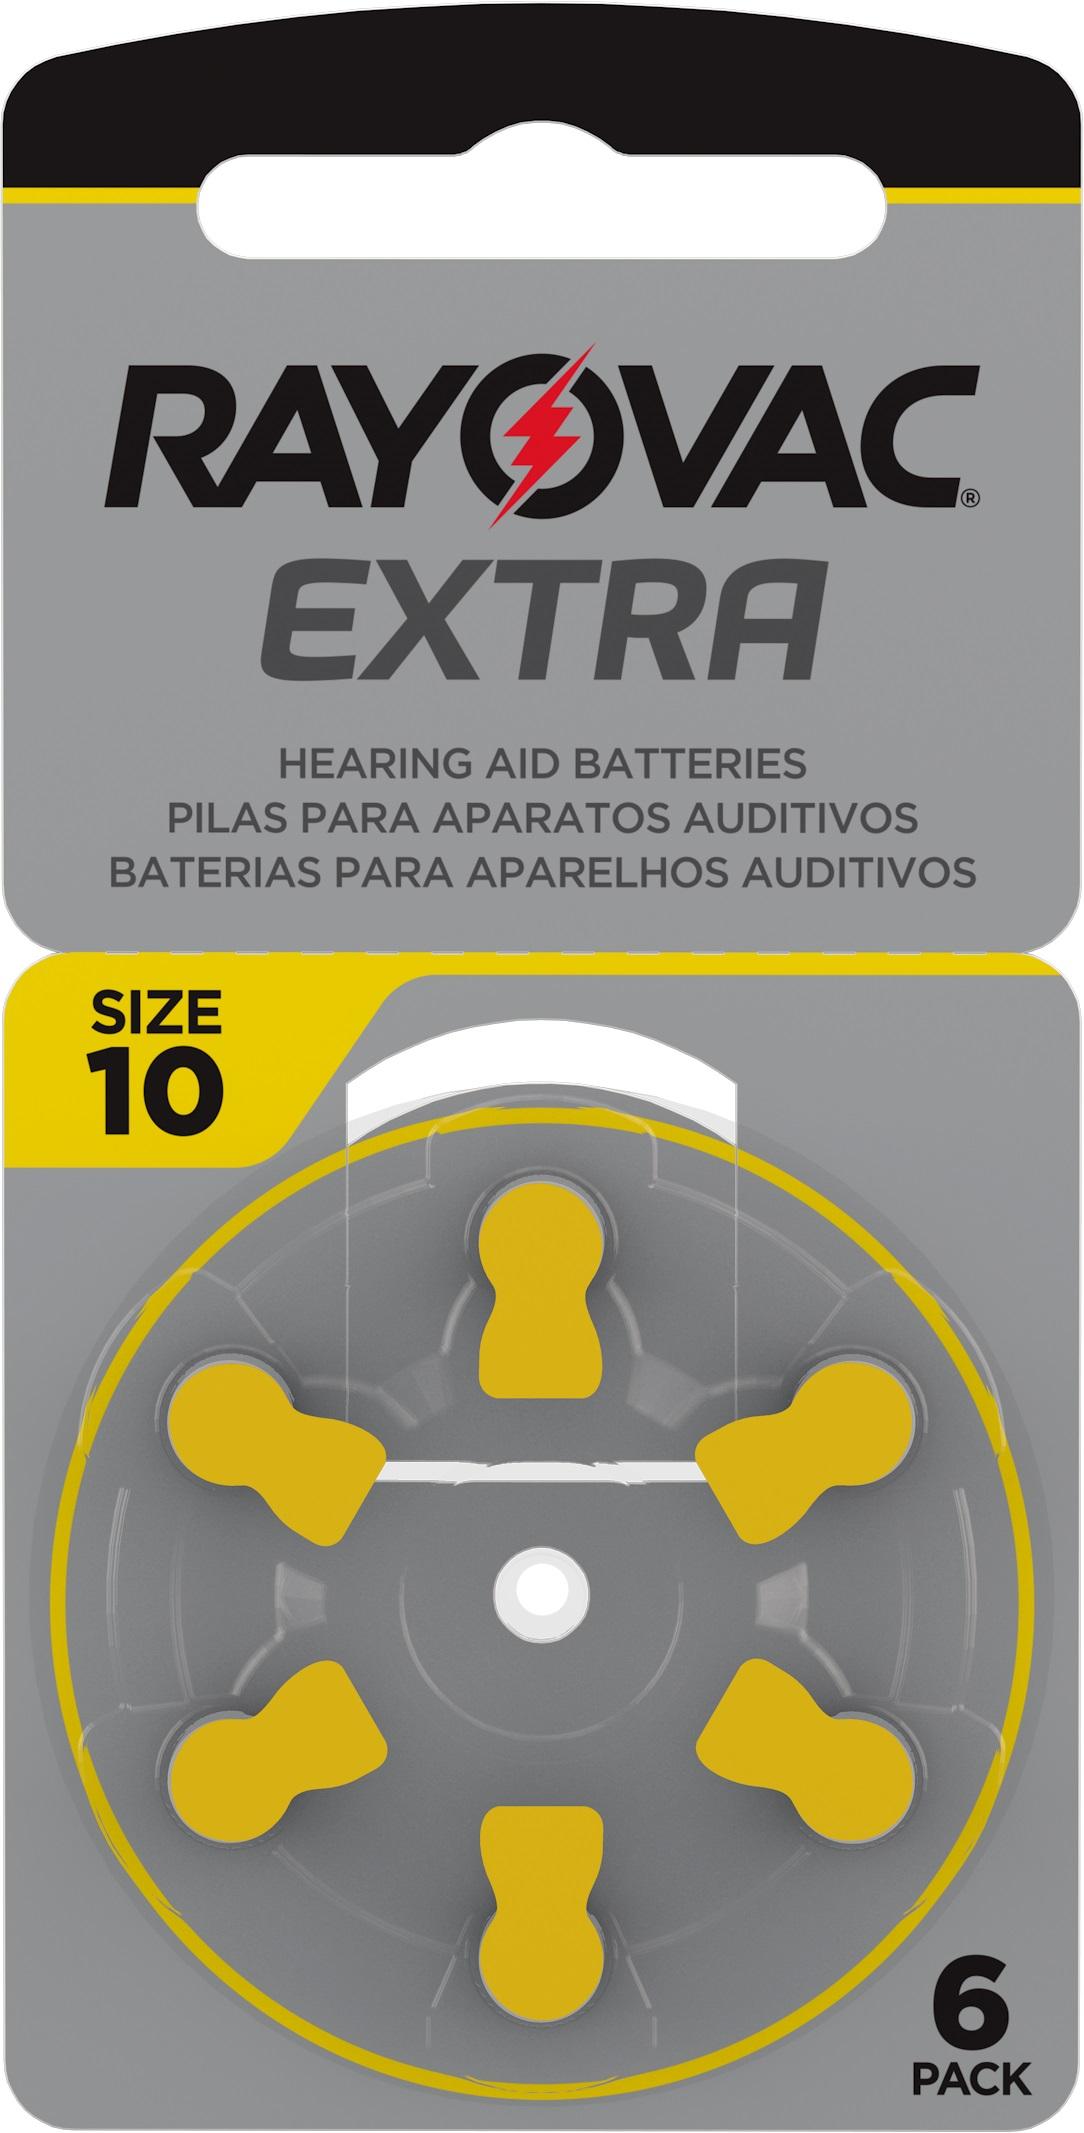 RAYOVAC®
EXTRA
HEARING AID BATTERIES
PILAS PARA APARATOS AUDITIVOS
BATERIAS PARA APARELHOS AUDITIVOS
SIZE
10
6
PACK